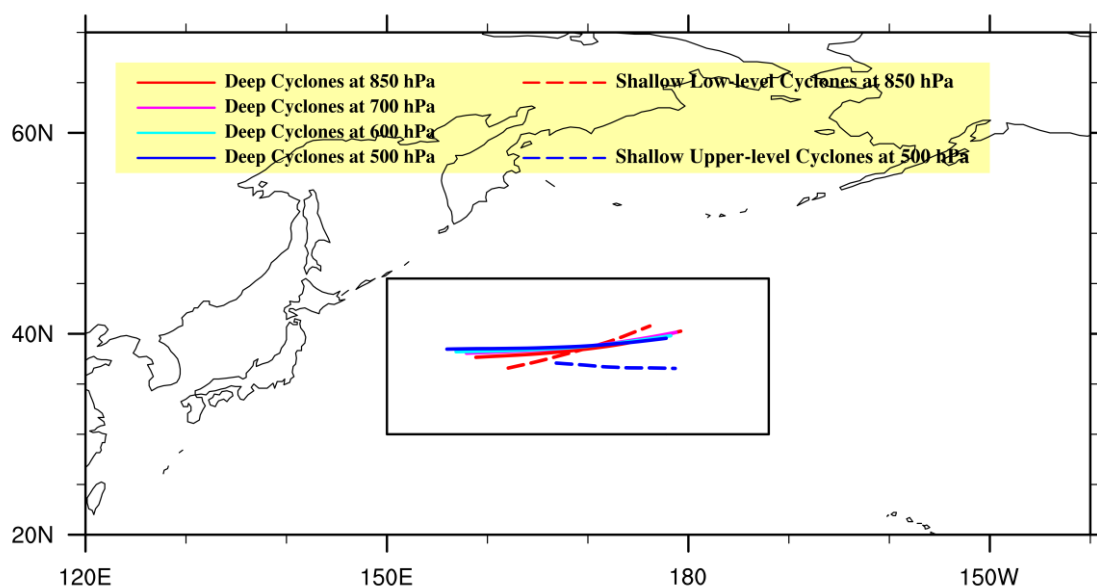 Deep Cyclones at 850 hPa
Shallow Low-level Cyclones at 850 hPa
Deep Cyclones at 700 hPa
Deep Cyclones at 600 hPa
Deep Cyclones at 500 hPa
Shallow Upper-level Cyclones at 500 hPa
60N
40N
20N
120E
150E
180
150W